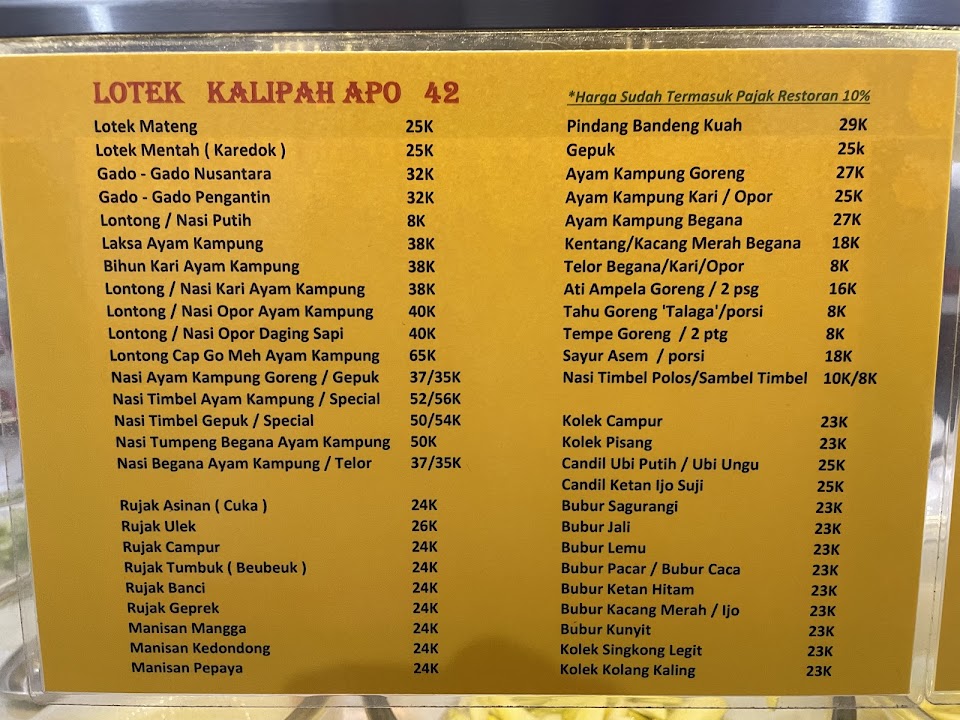 LOTEK KALIPAH APO 42
Lotek Mateng 25K
Lotek Mentah ( Karedok ) 25K
Gado - Gado Nusantara 32K
Gado - Gado Pengantin 32K
Lontong / Nasi Putih 8K
Laksa Ayam Kampung 38K
Bihun Kari Ayam Kampung 38K
Lontong / Nasi Kari Ayam Kampung 38K
Lontong / Nasi Opor Ayam Kampung 40K
Lontong / Nasi Opor Daging Sapi 40K
Lontong Cap Go Meh Ayam Kampung 65K
Nasi Ayam Kampung Goreng / Gepuk 37/35K
Nasi Timbel Ayam Kampung / Special 52/56K
Nasi Timbel Gepuk / Special 50/54K
Nasi Tumpeng Begana Ayam Kampung 50K
Nasi Begana Ayam Kampung / Telor 37/35K
Rujak Asinan ( Cuka ) 24K
Rujak Ulek 26K
Rujak Campur 24K
Rujak Tumbuk ( Beubeuk ) 24K
Rujak Banci 24K
Rujak Geprek 24K
Manisan Mangga 24K
Manisan Kedondong 24K
Manisan Pepaya 24K
*Harga Sudah Termasuk Pajak Restoran 10%
Pindang Bandeng Kuah 29K
Gepuk 25k
Ayam Kampung Goreng 27K
Ayam Kampung Kari / Opor 25K
Ayam Kampung Begana 27K
Kentang/Kacang Merah Begana 18K
Telor Begana/Kari/Opor 8K
Ati Ampela Goreng / 2 psg 16K
Tahu Goreng 'Talaga'/porsi 8K
Tempe Goreng / 2 ptg 8K
Sayur Asem / porsi 18K
Nasi Timbel Polos/Sambel Timbel 10K/8K
Kolek Campur 23K
Kolek Pisang 23K
Candil Ubi Putih / Ubi Ungu 25K
Candil Ketan Ijo Suji 25K
Bubur Sagurangi 23K
Bubur Jali 23K
Bubur Lemu 23K
Bubur Pacar / Bubur Caca 23K
Bubur Ketan Hitam 23K
Bubur Kacang Merah / Ijo 23K
Bubur Kunyit 23K
Kolek Singkong Legit 23K
Kolek Kolang Kaling 23K